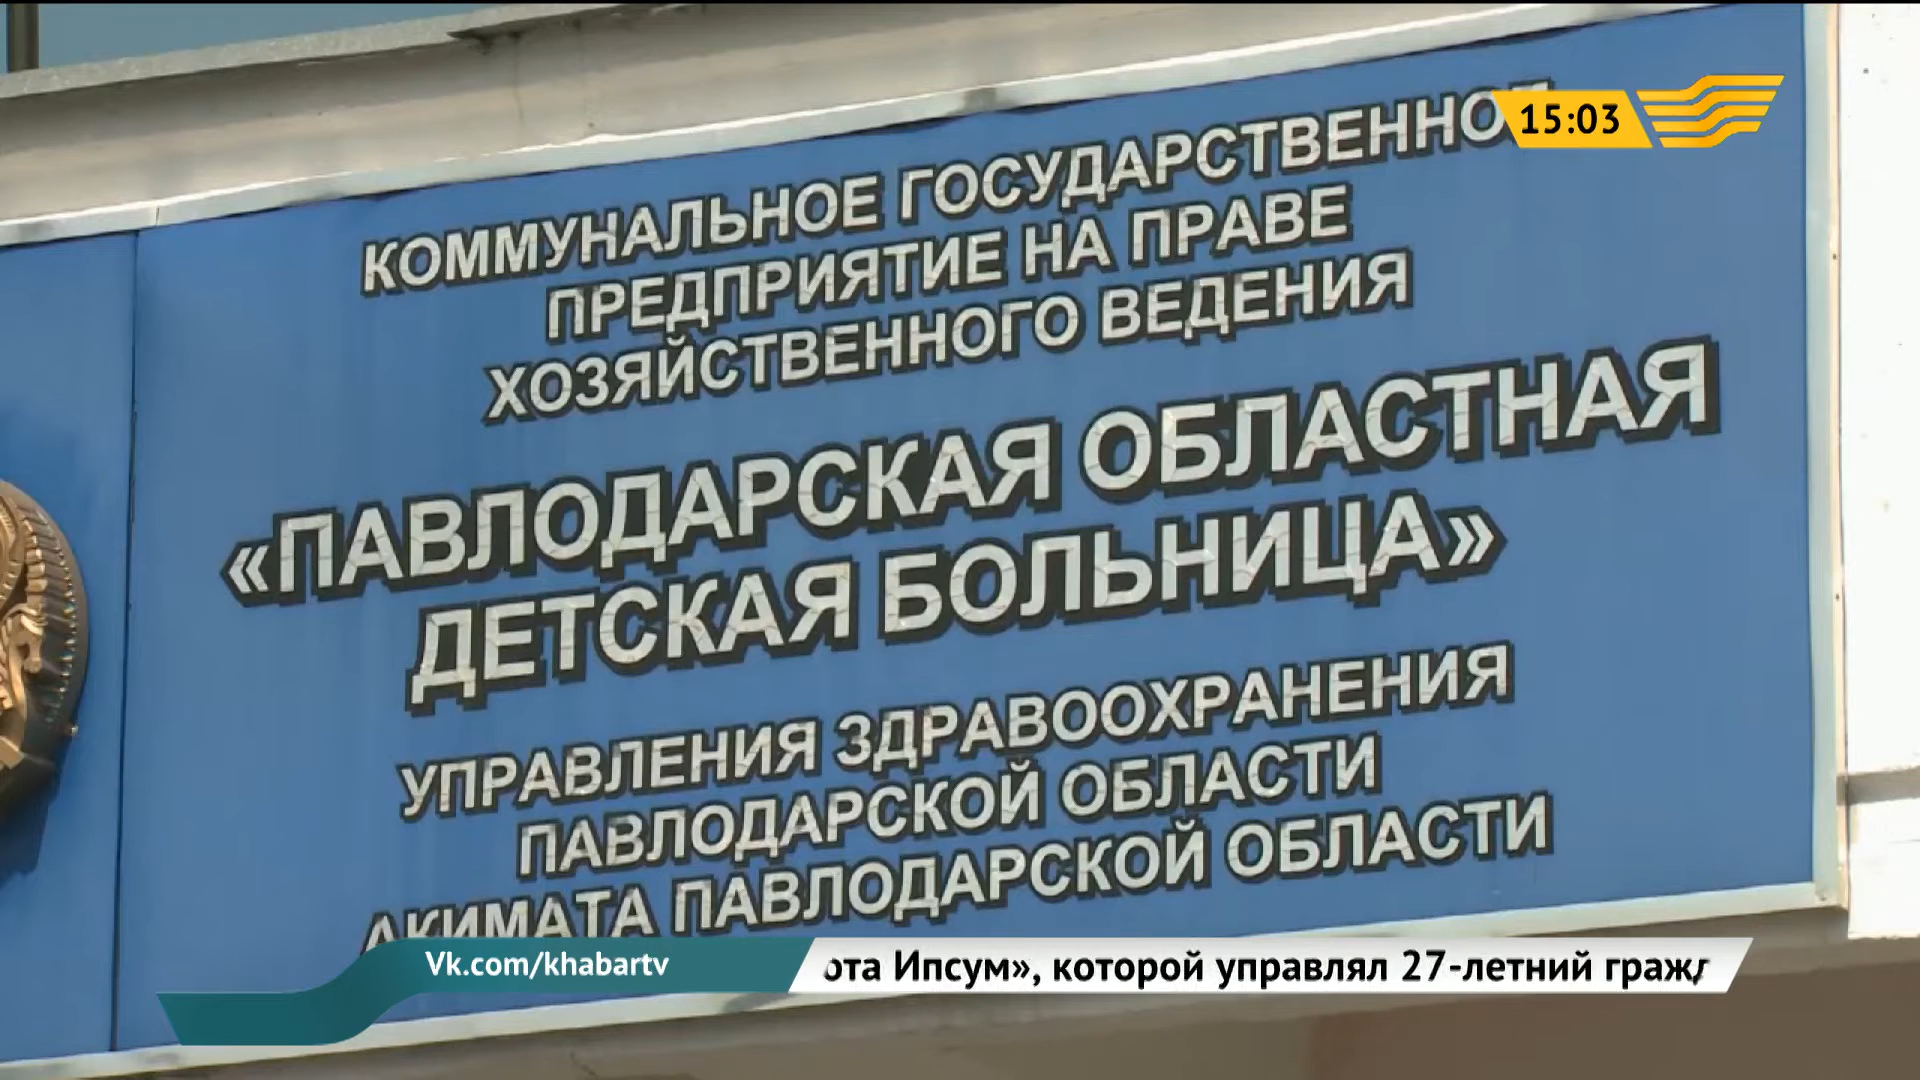 15:03
КОММУНАЛЬНОЕ ГОСУДАРСТВЕННОЕ
ПРЕДПРИЯТИЕ НА ПРАВЕ
ХОЗЯЙСТВЕННОГО ВЕДЕНИЯ
«ПАВЛОДАРСКАЯ ОБЛАСТНАЯ
ДЕТСКАЯ БОЛЬНИЦА»
УПРАВЛЕНИЯ ЗДРАВООХРАНЕНИЯ
ПАВЛОДАРСКОЙ ОБЛАСТИ
АКИМАТА ПАВЛОДАРСКОЙ ОБЛАСТИ
Vk.com/khabartv
ота Ипсум», которой управлял 27-летний гражд